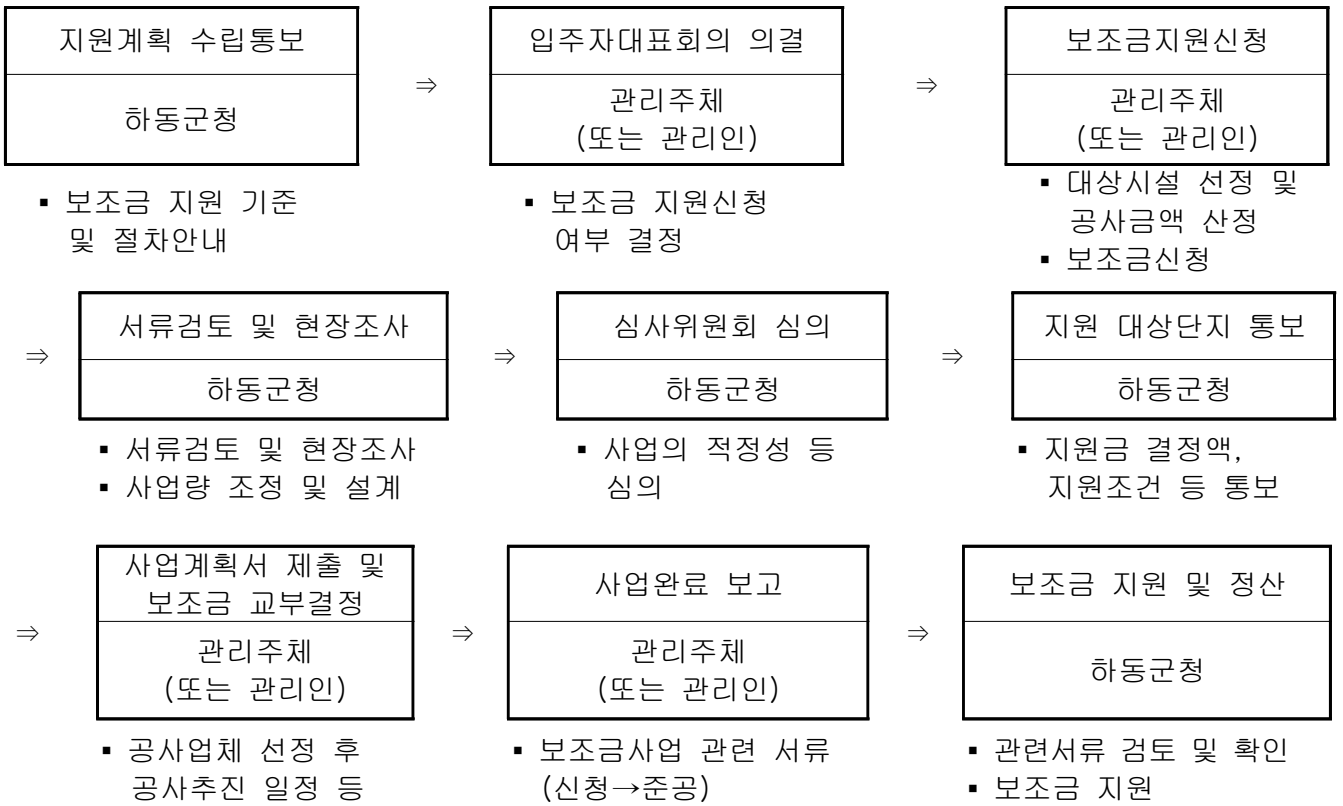 지원계획 수립통보
하동군청
▪ 보조금 지원 기준
및 절차안내
⇒
입주자대표회의 의결
관리주체
(또는 관리인)
▪ 보조금 지원신청
여부 결정
⇒
보조금지원신청
관리주체
(또는 관리인)
▪ 대상시설 선정 및
공사금액 산정
▪ 보조금신청
⇒
서류검토 및 현장조사
하동군청
▪ 서류검토 및 현장조사
▪ 사업량 조정 및 설계
⇒
심사위원회 심의
하동군청
▪ 사업의 적정성 등
심의
⇒
지원 대상단지 통보
하동군청
▪ 지원금 결정액,
지원조건 등 통보
⇒
사업계획서 제출 및
보조금 교부결정
관리주체
(또는 관리인)
▪ 공사업체 선정 후
공사추진 일정 등
⇒
사업완료 보고
관리주체
(또는 관리인)
▪ 보조금사업 관련 서류
(신청→준공)
⇒
보조금 지원 및 정산
하동군청
▪ 관련서류 검토 및 확인
▪ 보조금 지원